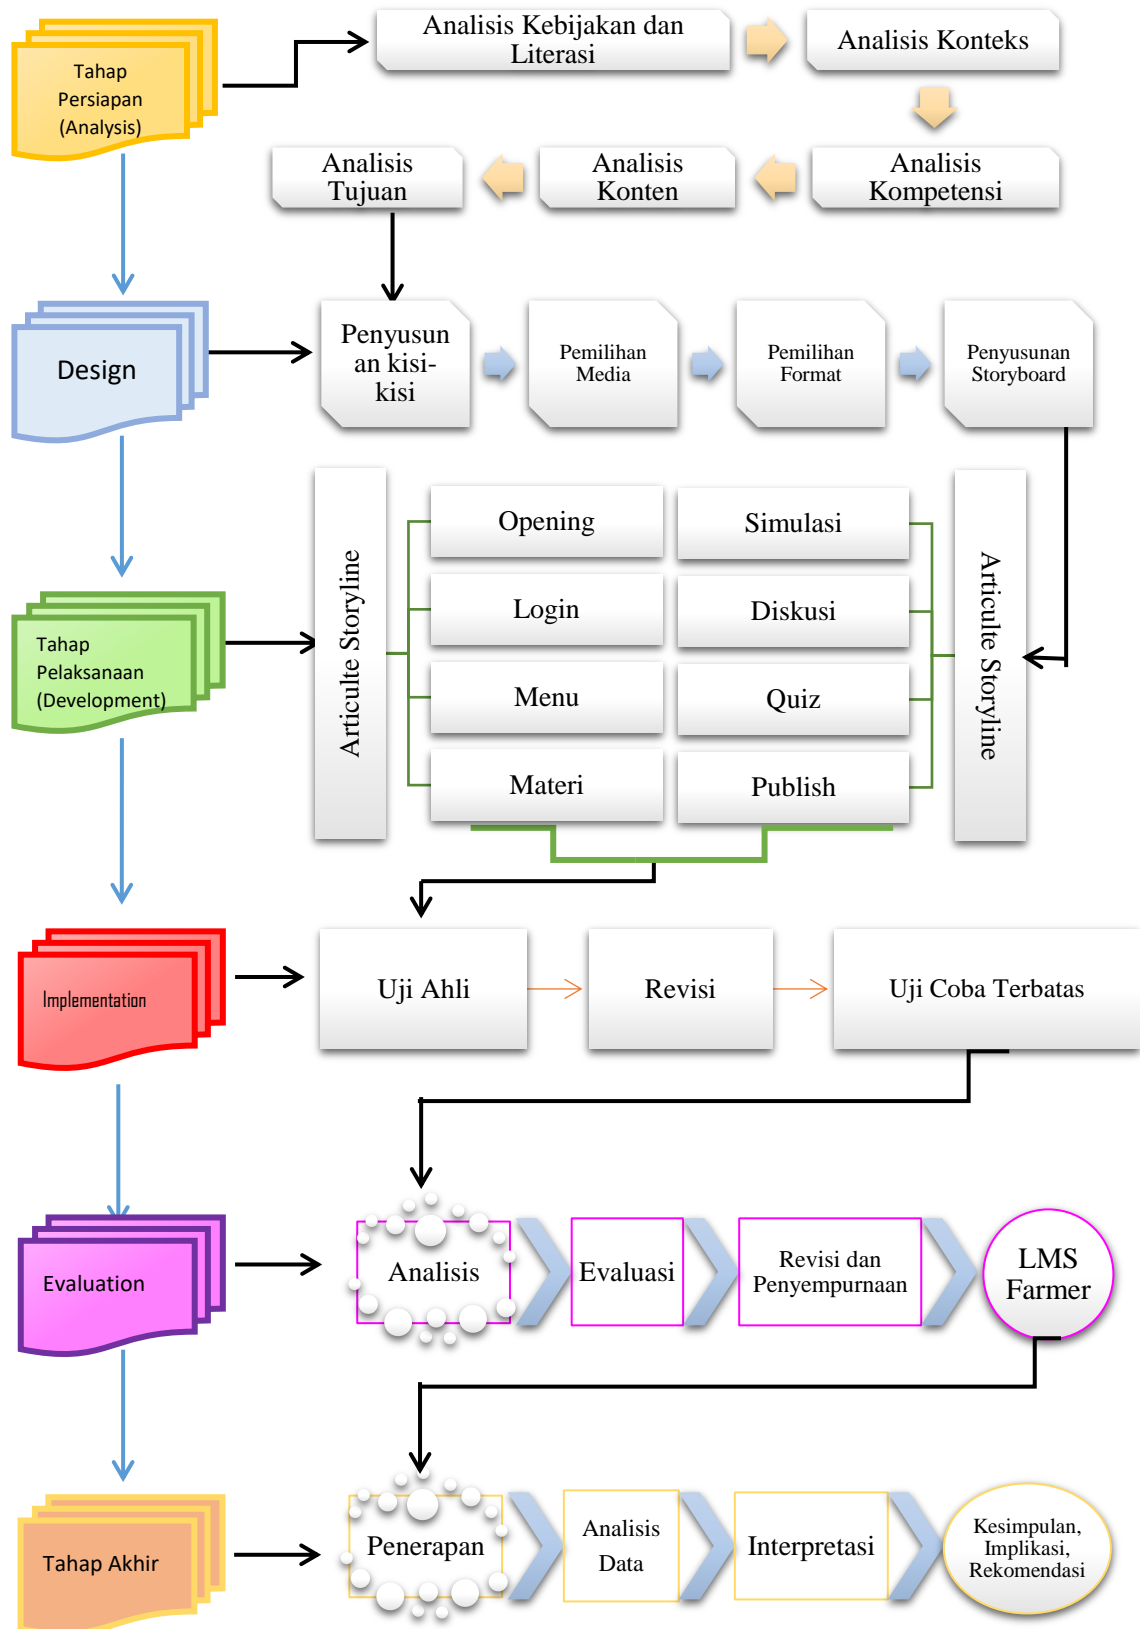 Tahap
Persiapan
(Analysis)
Analisis Kebijakan dan
Literasi
Analisis Konteks
Analisis
Tujuan
Analisis
Konten
Analisis
Kompetensi
Design
Penyusun
an kisi-
kisi
Pemilihan
Media
Pemilihan
Format
Penyusunan
Storyboard
Tahap
Pelaksanaan
(Development)
Articulte Storyline
Opening
Login
Menu
Materi
Simulasi
Diskusi
Quiz
Publish
Articulte Storyline
Implementation
Uji Ahli
Revisi
Uji Coba Terbatas
Evaluation
Analisis
Evaluasi
Revisi dan
Penyempurnaan
LMS
Farmer
Tahap Akhir
Penerapan
Analisis
Data
Interpretasi
Kesimpulan,
Implikasi,
Rekomendasi